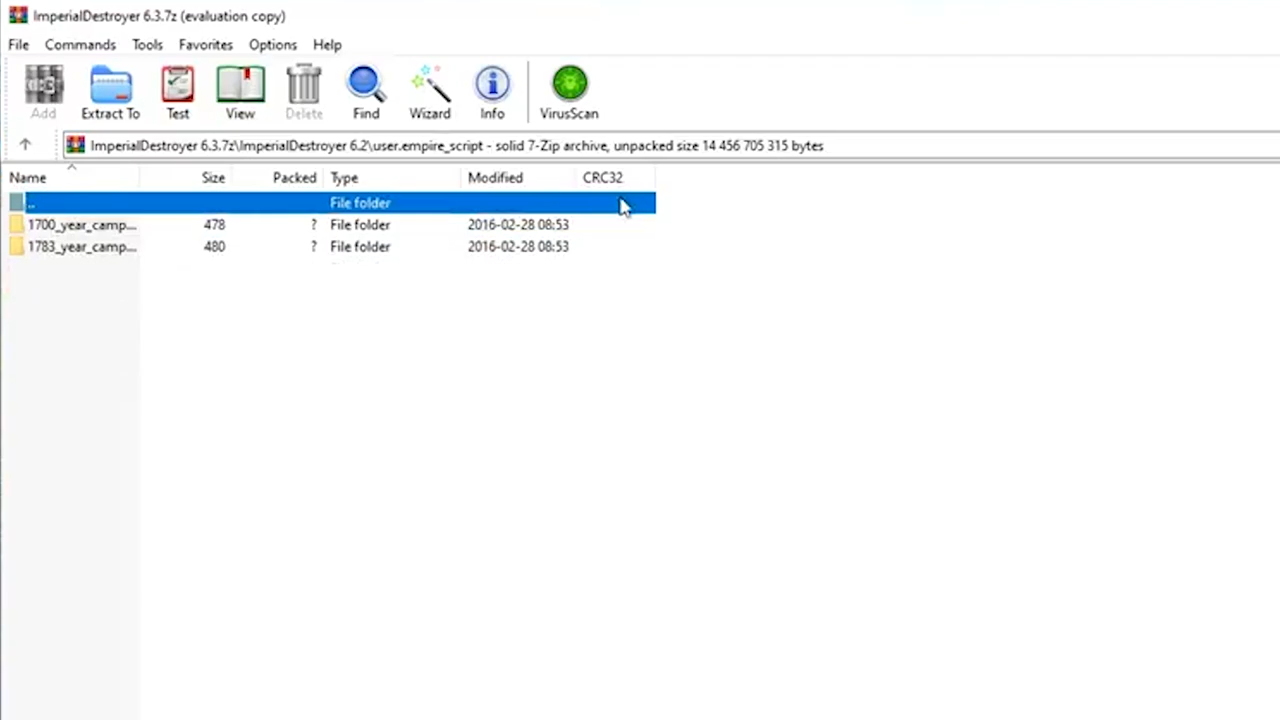 ImperialDestroyer 6.3.7z (evaluation copy)
File Commands Tools Favorites Options Help
Add Extract To Test View Delete Find Wizard Info VirusScan
ImperialDestroyer 6.3.7z\ImperialDestroyer 6.2\user.empire_script - solid 7-Zip archive, unpacked size 14 456 705 315 bytes
Name Size Packed Type Modified CRC32
.. File folder
1700_year_camp... 478 ? File folder 2016-02-28 08:53
1783_year_camp... 480 ? File folder 2016-02-28 08:53